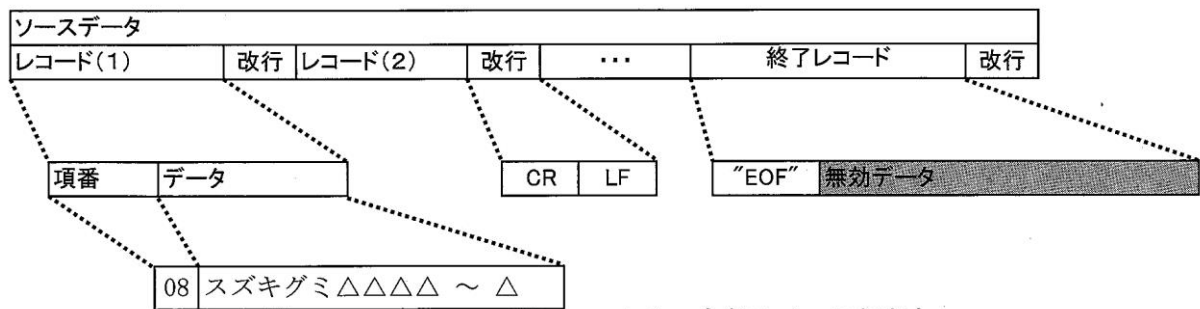 ソースデータ
レコード(1) 改行 レコード(2) 改行 ・・・ 終了レコード 改行
項番 データ CR LF "EOF" 無効データ
08 スズキグミ△△△△ ~ △